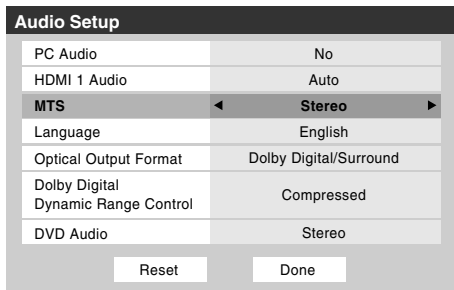 Audio Setup
PC Audio No
HDMI 1 Audio Auto
MTS Stereo
Language English
Optical Output Format Dolby Digital/Surround
Dolby Digital
Dynamic Range Control Compressed
DVD Audio Stereo
Reset Done